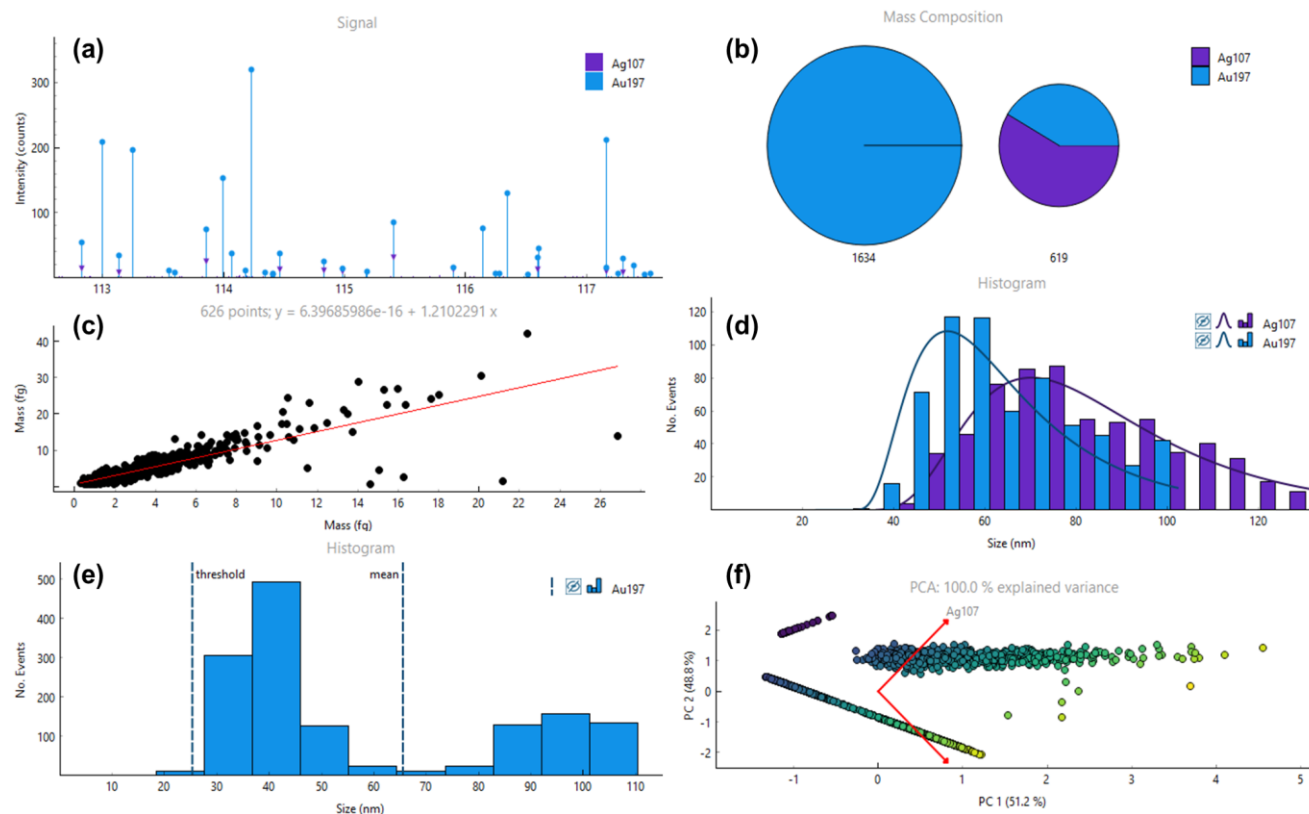 (a)
Signal
Ag107
Au197
Intensity (counts)
300
200
100
113
114
115
116
117
(b)
Mass Composition
Ag107
Au197
1634
619
(c)
626 points; y = 6.39685986e-16 + 1.2102291 x
Mass (fg)
40
30
20
10
0
2
4
6
8
10
12
14
16
18
20
22
24
26
Mass (fg)
(d)
Histogram
Ag107
Au197
No. Events
120
100
80
60
40
20
20
40
60
80
100
120
Size (nm)
(e)
Histogram
threshold
mean
Au197
No. Events
500
400
300
200
100
10
20
30
40
50
60
70
80
90
100
110
Size (nm)
(f)
PCA: 100.0 % explained variance
Ag107
PC 2 (48.8 %)
2
1
0
-1
-2
-1
0
1
2
3
4
5
PC 1 (51.2 %)